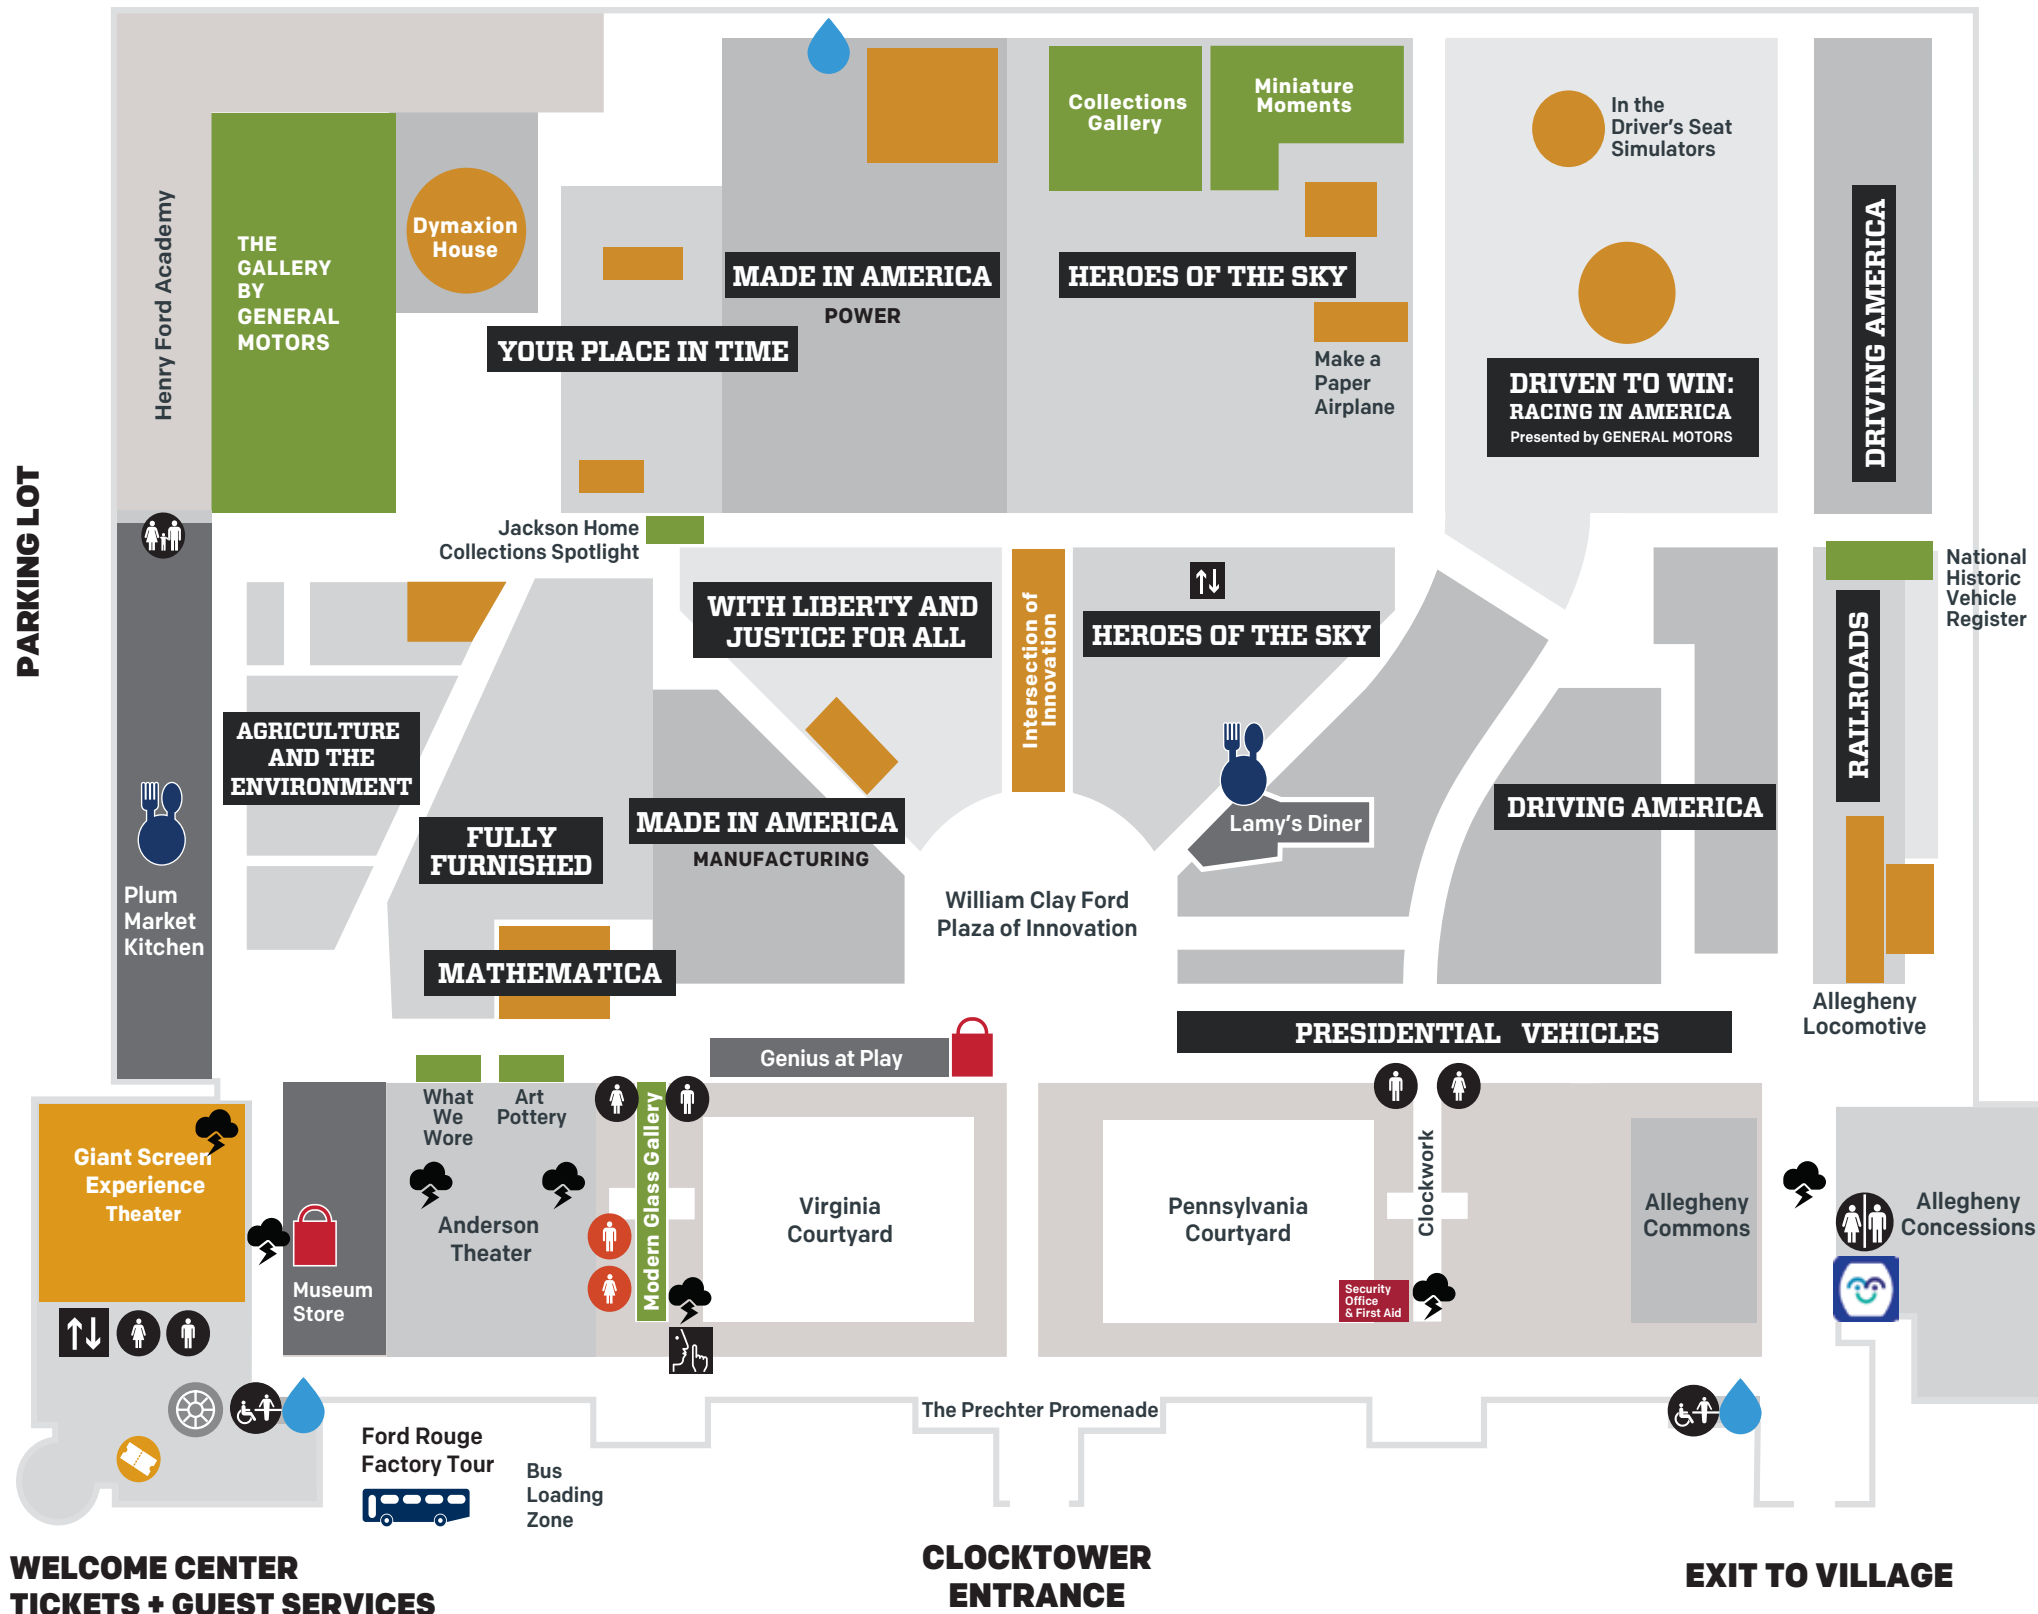 Collections
Gallery
Miniature
Moments
In the
Driver's Seat
Simulators
Henry Ford Academy
THE
GALLERY
BY
GENERAL
MOTORS
Dymaxion
House
MADE IN AMERICA
POWER
HEROES OF THE SKY
YOUR PLACE IN TIME
Make a
Paper
Airplane
DRIVEN TO WIN:
RACING IN AMERICA
Presented by GENERAL MOTORS
DRIVING AMERICA
PARKING LOT
Jackson Home
Collections Spotlight
WITH LIBERTY AND
JUSTICE FOR ALL
Intersection of
Innovation
HEROES OF THE SKY
National
Historic
Vehicle
Register
RAILROADS
AGRICULTURE
AND THE
ENVIRONMENT
FULLY
FURNISHED
MADE IN AMERICA
MANUFACTURING
Lamy's Diner
DRIVING AMERICA
Plum
Market
Kitchen
William Clay Ford
Plaza of Innovation
MATHEMATICA
Allegheny
Locomotive
PRESIDENTIAL VEHICLES
Genius at Play
What
We
Wore
Art
Pottery
Modern Glass Gallery
Clockwork
Giant Screen
Experience
Theater
Anderson
Theater
Virginia
Courtyard
Pennsylvania
Courtyard
Allegheny
Commons
Allegheny
Concessions
Museum
Store
Security
Office
& First Aid
The Prechter Promenade
Ford Rouge
Factory Tour
Bus
Loading
Zone
WELCOME CENTER
TICKETS + GUEST SERVICES
CLOCKTOWER
ENTRANCE
EXIT TO VILLAGE